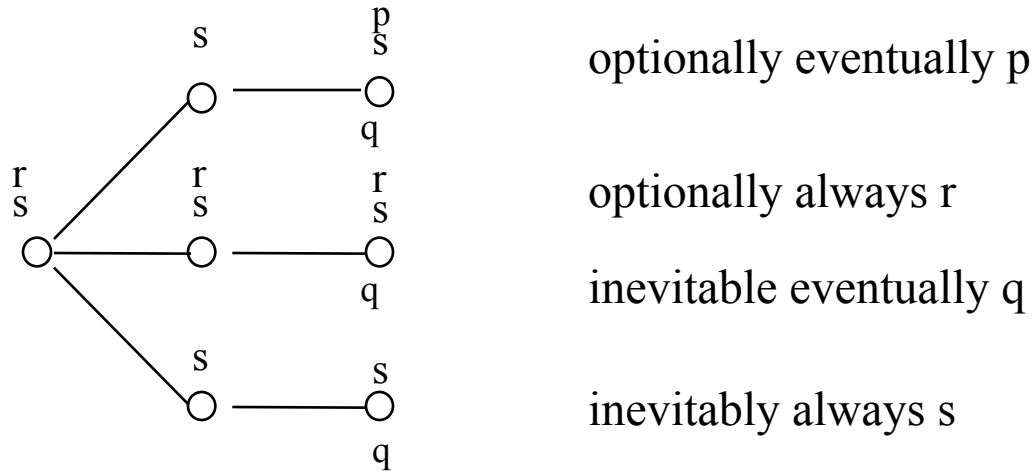 p
s s
optionally eventually p
q
r r r
s s s
optionally always r
q
inevitable eventually q
s s
inevitably always s
q